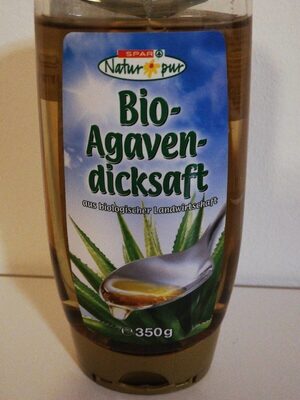 SPAR
Natur pur
Bio-
Agaven-
dicksaft
aus biologischer Landwirtschaft
℮350g